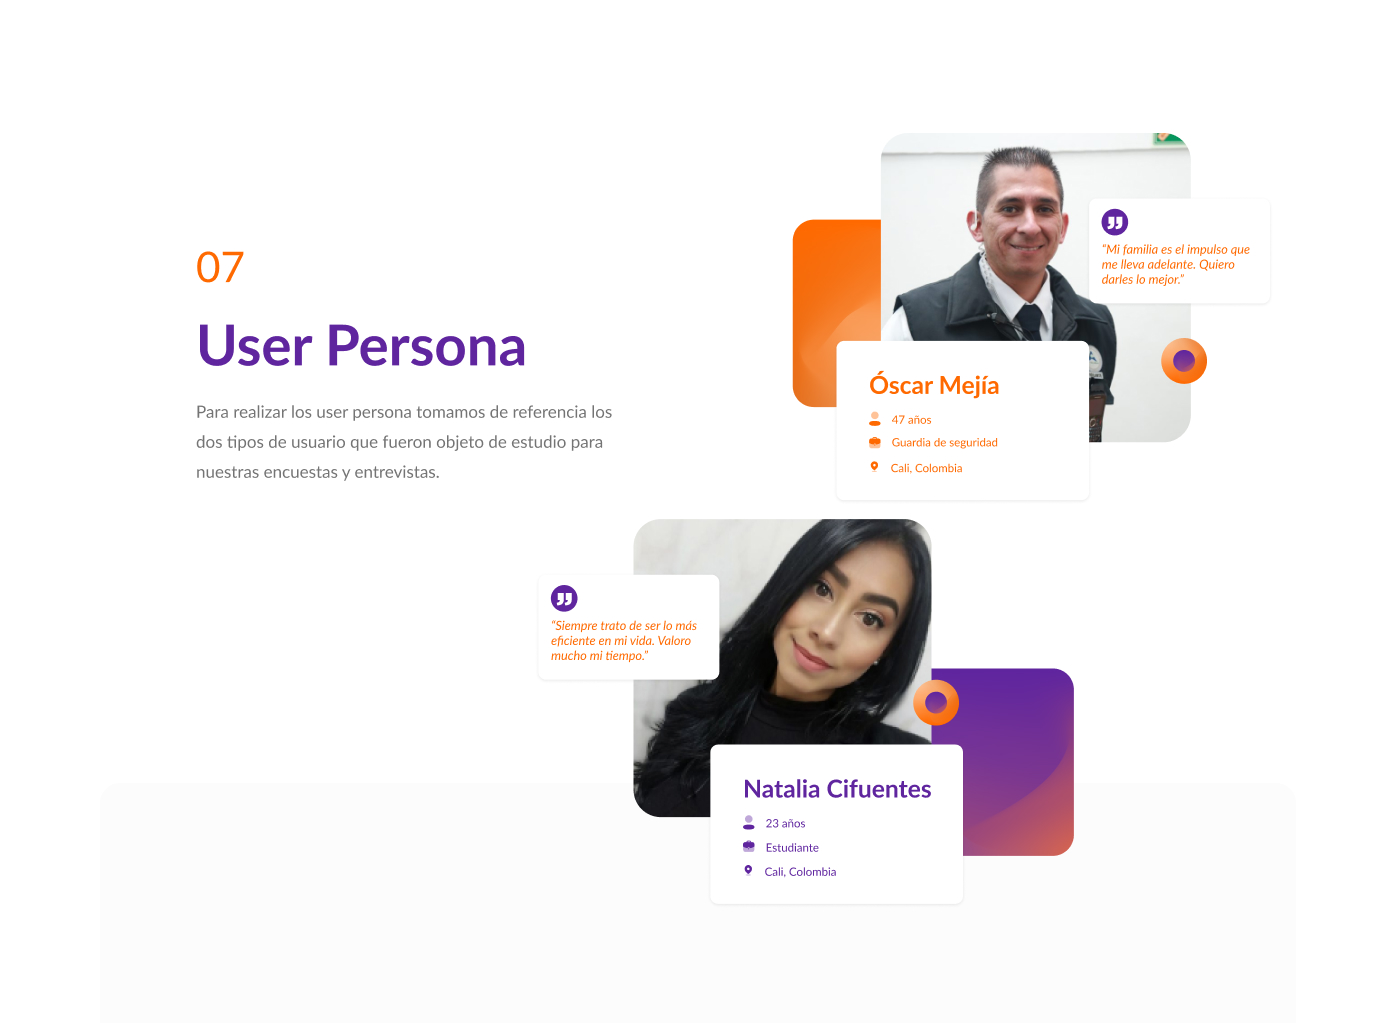 07
User Persona
Para realizar los user persona tomamos de referencia los
dos tipos de usuario que fueron objeto de estudio para
nuestras encuestas y entrevistas.
"Mi familia es el impulso que
me lleva adelante. Quiero
darles lo mejor."
Óscar Mejía
47 años
Guardia de seguridad
Cali, Colombia
"Siempre trato de ser lo más
eficiente en mi vida. Valoro
mucho mi tiempo."
Natalia Cifuentes
23 años
Estudiante
Cali, Colombia